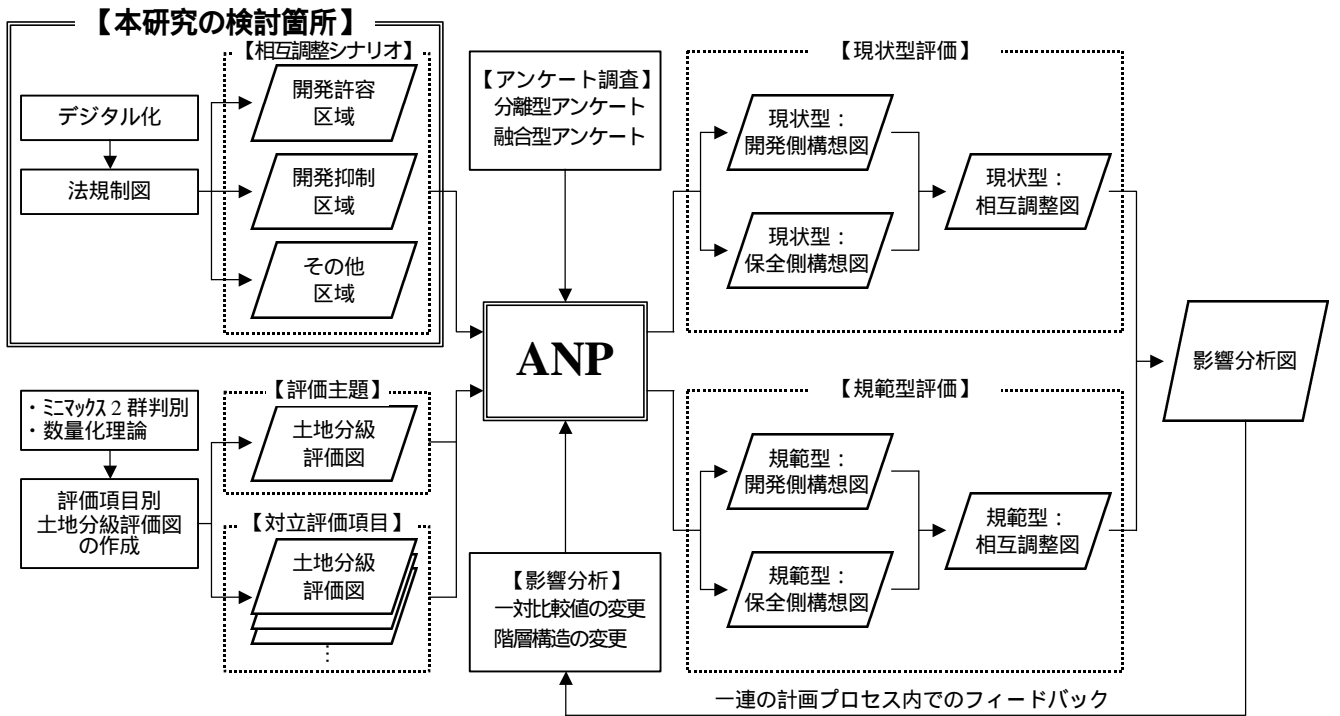 【本研究の検討箇所】
デジタル化
法規制図
【相互調整シナリオ】
開発許容
区域
開発抑制
区域
その他
区域
・ミニマックス2群判別
・数量化理論
評価項目別
土地分級評価図
の作成
【評価主題】
土地分級
評価図
【対立評価項目】
土地分級
評価図
⋮
【アンケート調査】
分離型アンケート
融合型アンケート
ANP
【影響分析】
一対比較値の変更
階層構造の変更
【現状型評価】
現状型：
開発側構想図
現状型：
保全側構想図
現状型：
相互調整図
【規範型評価】
規範型：
開発側構想図
規範型：
保全側構想図
規範型：
相互調整図
影響分析図
一連の計画プロセス内でのフィードバック